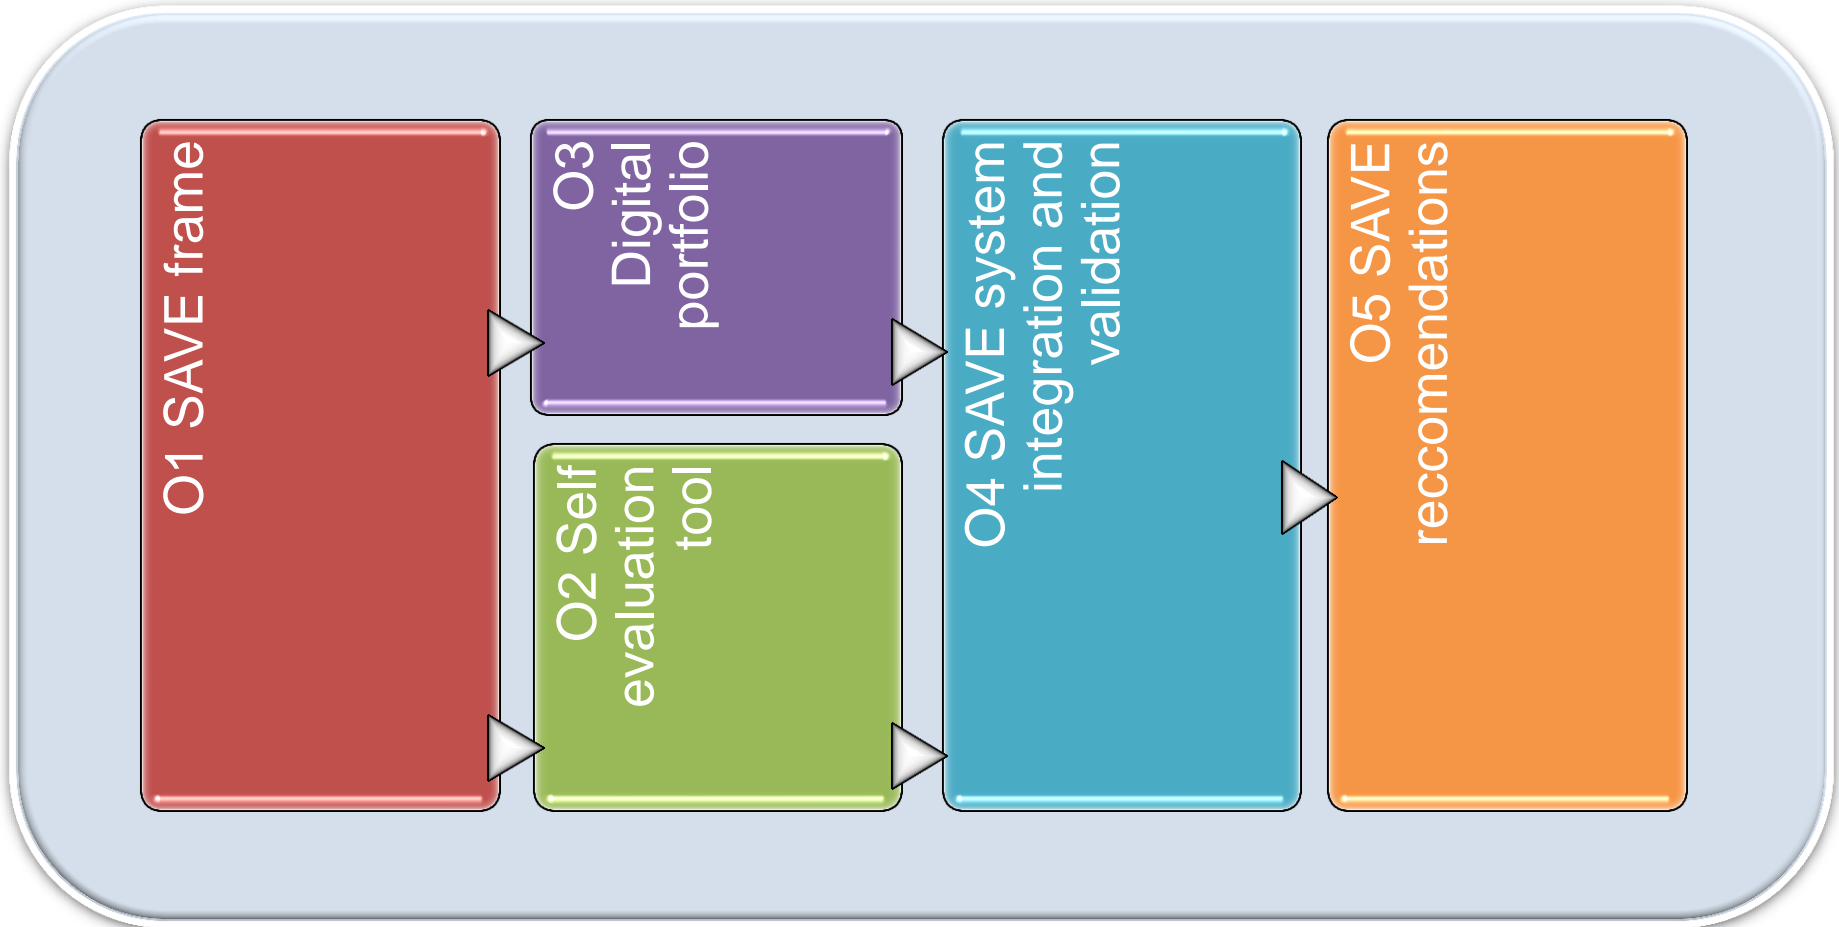 O1 SAVE frame
O3
Digital
portfolio
O2 Self
evaluation
tool
O4 SAVE system
integration and
validation
O5 SAVE
reccomendations